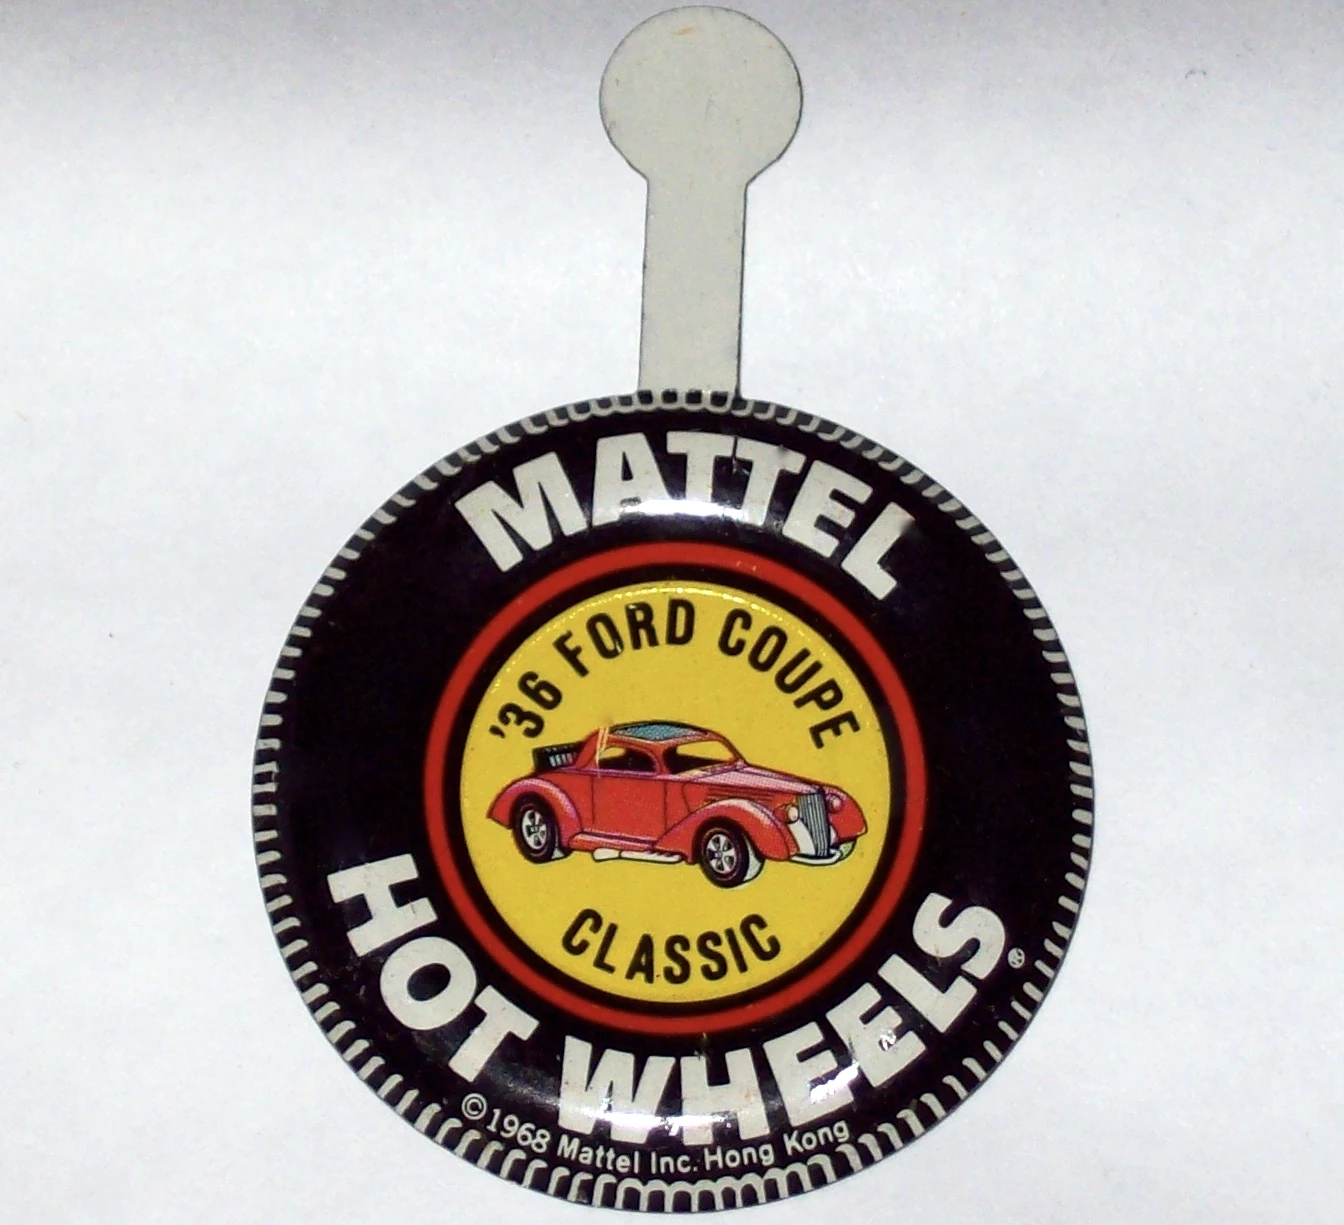 MATTEL
'36 FORD COUPE
CLASSIC
HOT WHEELS®
©1968 Mattel Inc. Hong Kong